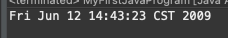 <terminated> MyFirstJavaProgram [Java A
Fri Jun 12 14:43:23 CST 2009